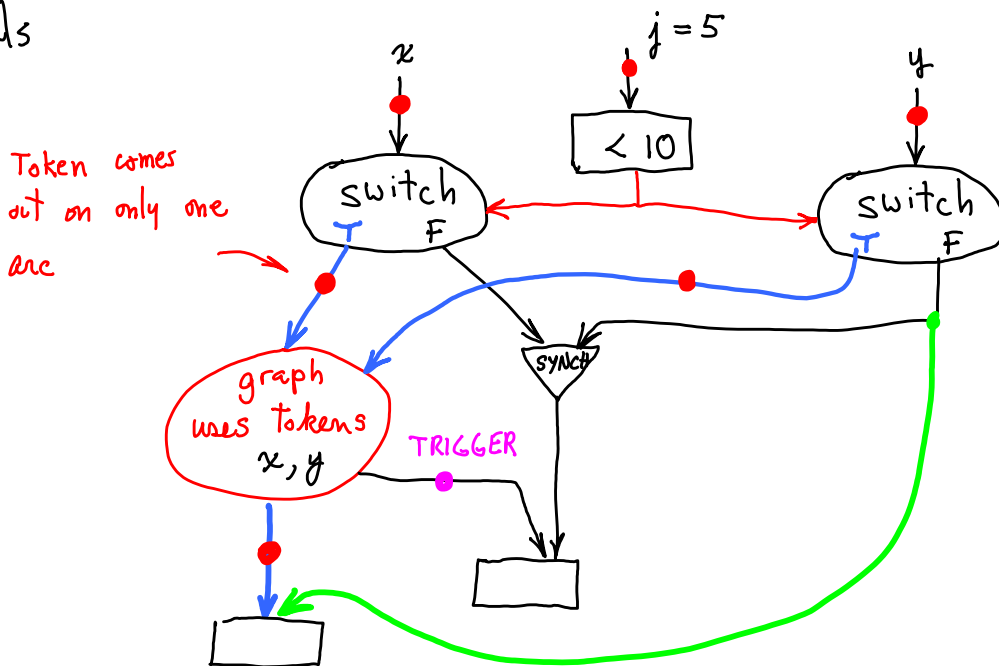 j = 5
x
y
< 10
Token comes
out on only one
arc
switch
T F
switch
T F
SYNCH
graph
uses tokens
x, y
TRIGGER